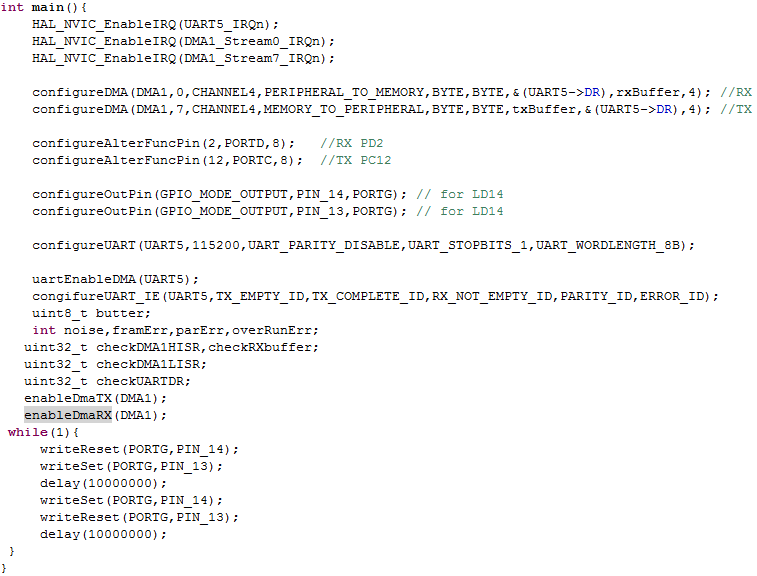 int main(){
HAL_NVIC_EnableIRQ(UART5_IRQn);
HAL_NVIC_EnableIRQ(DMA1_Stream0_IRQn);
HAL_NVIC_EnableIRQ(DMA1_Stream7_IRQn);
configureDMA(DMA1,0,CHANNEL4,PERIPHERAL_TO_MEMORY,BYTE,BYTE,&(UART5->DR),rxBuffer,4); //RX
configureDMA(DMA1,7,CHANNEL4,MEMORY_TO_PERIPHERAL,BYTE,BYTE,txBuffer,&(UART5->DR),4); //TX
configureAlterFuncPin(2,PORTD,8);   //RX PD2
configureAlterFuncPin(12,PORTC,8);  //TX PC12
configureOutPin(GPIO_MODE_OUTPUT,PIN_14,PORTG); // for LD14
configureOutPin(GPIO_MODE_OUTPUT,PIN_13,PORTG); // for LD14
configureUART(UART5,115200,UART_PARITY_DISABLE,UART_STOPBITS_1,UART_WORDLENGTH_8B);
uartEnableDMA(UART5);
congifureUART_IE(UART5,TX_EMPTY_ID,TX_COMPLETE_ID,RX_NOT_EMPTY_ID,PARITY_ID,ERROR_ID);
uint8_t butter;
int noise,framErr,parErr,overRunErr;
uint32_t checkDMA1HISR,checkRXbuffer;
uint32_t checkDMA1LISR;
uint32_t checkUARTDR;
enableDmaTX(DMA1);
enableDmaRX(DMA1);
while(1){
writeReset(PORTG,PIN_14);
writeSet(PORTG,PIN_13);
delay(10000000);
writeSet(PORTG,PIN_14);
writeReset(PORTG,PIN_13);
delay(10000000);
}
}